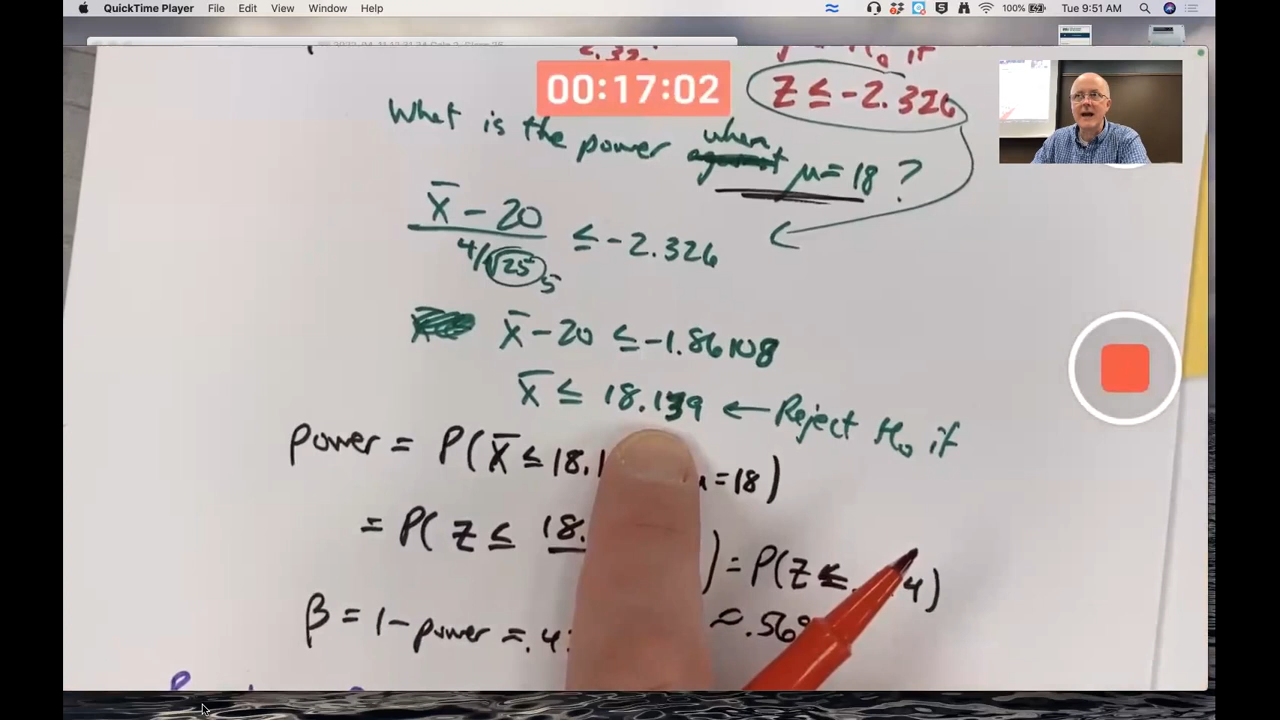 QuickTime Player File Edit View Window Help 100% Tue 9:51 AM
00:17:02
if
Z ≤ -2.326
What is the power when μ = 18 ?
X̄ - 20
4/√25 5
≤ -2.326
X̄ - 20 ≤ -1.86108
X̄ ≤ 18.139 ← Reject H₀ if
power = P(X̄ ≤ 18.1 = 18)
= P(Z ≤ 18. ) = P(Z ≤ 4)
β = 1 - power = .4 ≈ .56